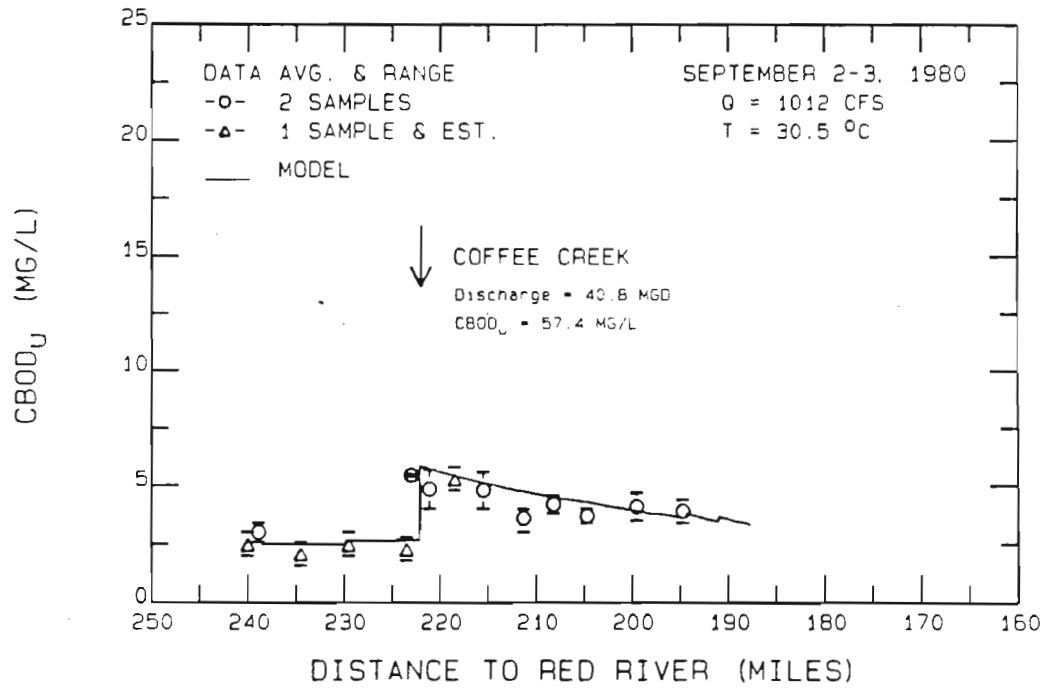 25
20
15
10
5
0
CBOD_U (MG/L)
DATA AVG. & RANGE
-O- 2 SAMPLES
-Δ- 1 SAMPLE & EST.
MODEL
SEPTEMBER 2-3, 1980
Q = 1012 CFS
T = 30.5 °C
COFFEE CREEK
Discharge = 40.8 MGD
CBOD_U = 57.4 MG/L
250 240 230 220 210 200 190 180 170 160
DISTANCE TO RED RIVER (MILES)